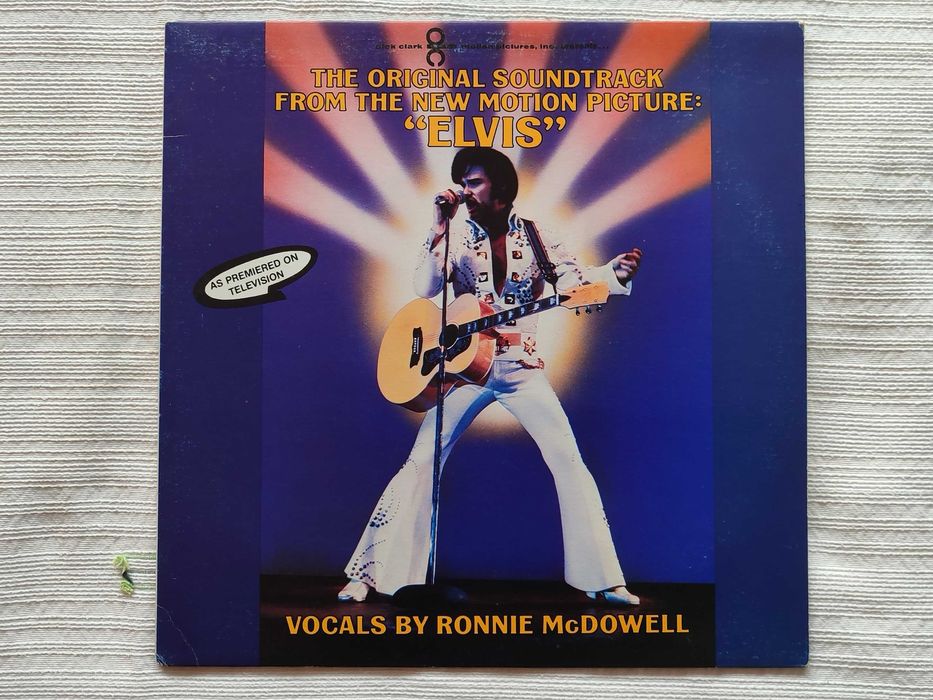 dick clark motion pictures, inc. presents...
THE ORIGINAL SOUNDTRACK
FROM THE NEW MOTION PICTURE:
“ELVIS”
AS PREMIERED ON
TELEVISION
VOCALS BY RONNIE McDOWELL